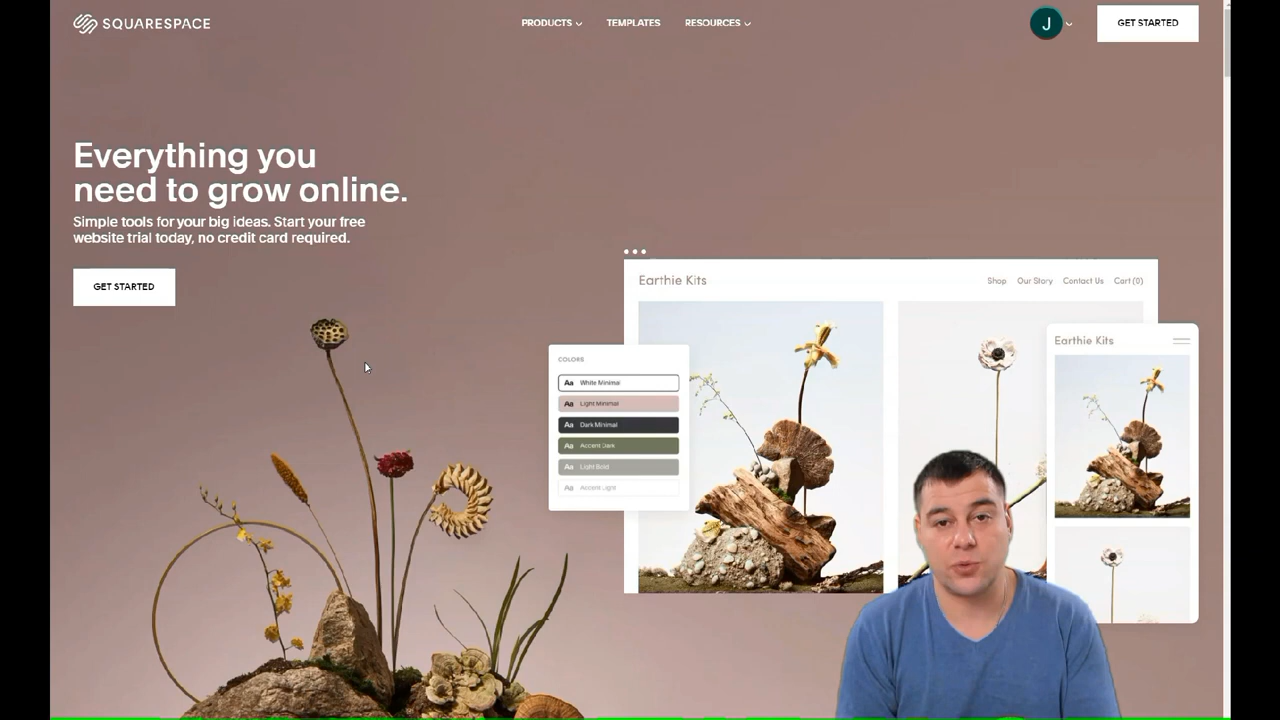 SQUARESPACE
PRODUCTS
TEMPLATES
RESOURCES
J
GET STARTED
Everything you
need to grow online.
Simple tools for your big ideas. Start your free
website trial today, no credit card required.
GET STARTED
Earthie Kits
Shop
Our Story
Contact Us
Cart (0)
COLORS
Aa White Minimal
Aa Light Minimal
Aa Dark Minimal
Aa Accent Dark
Aa Light Bold
Aa Accent Light
Earthie Kits